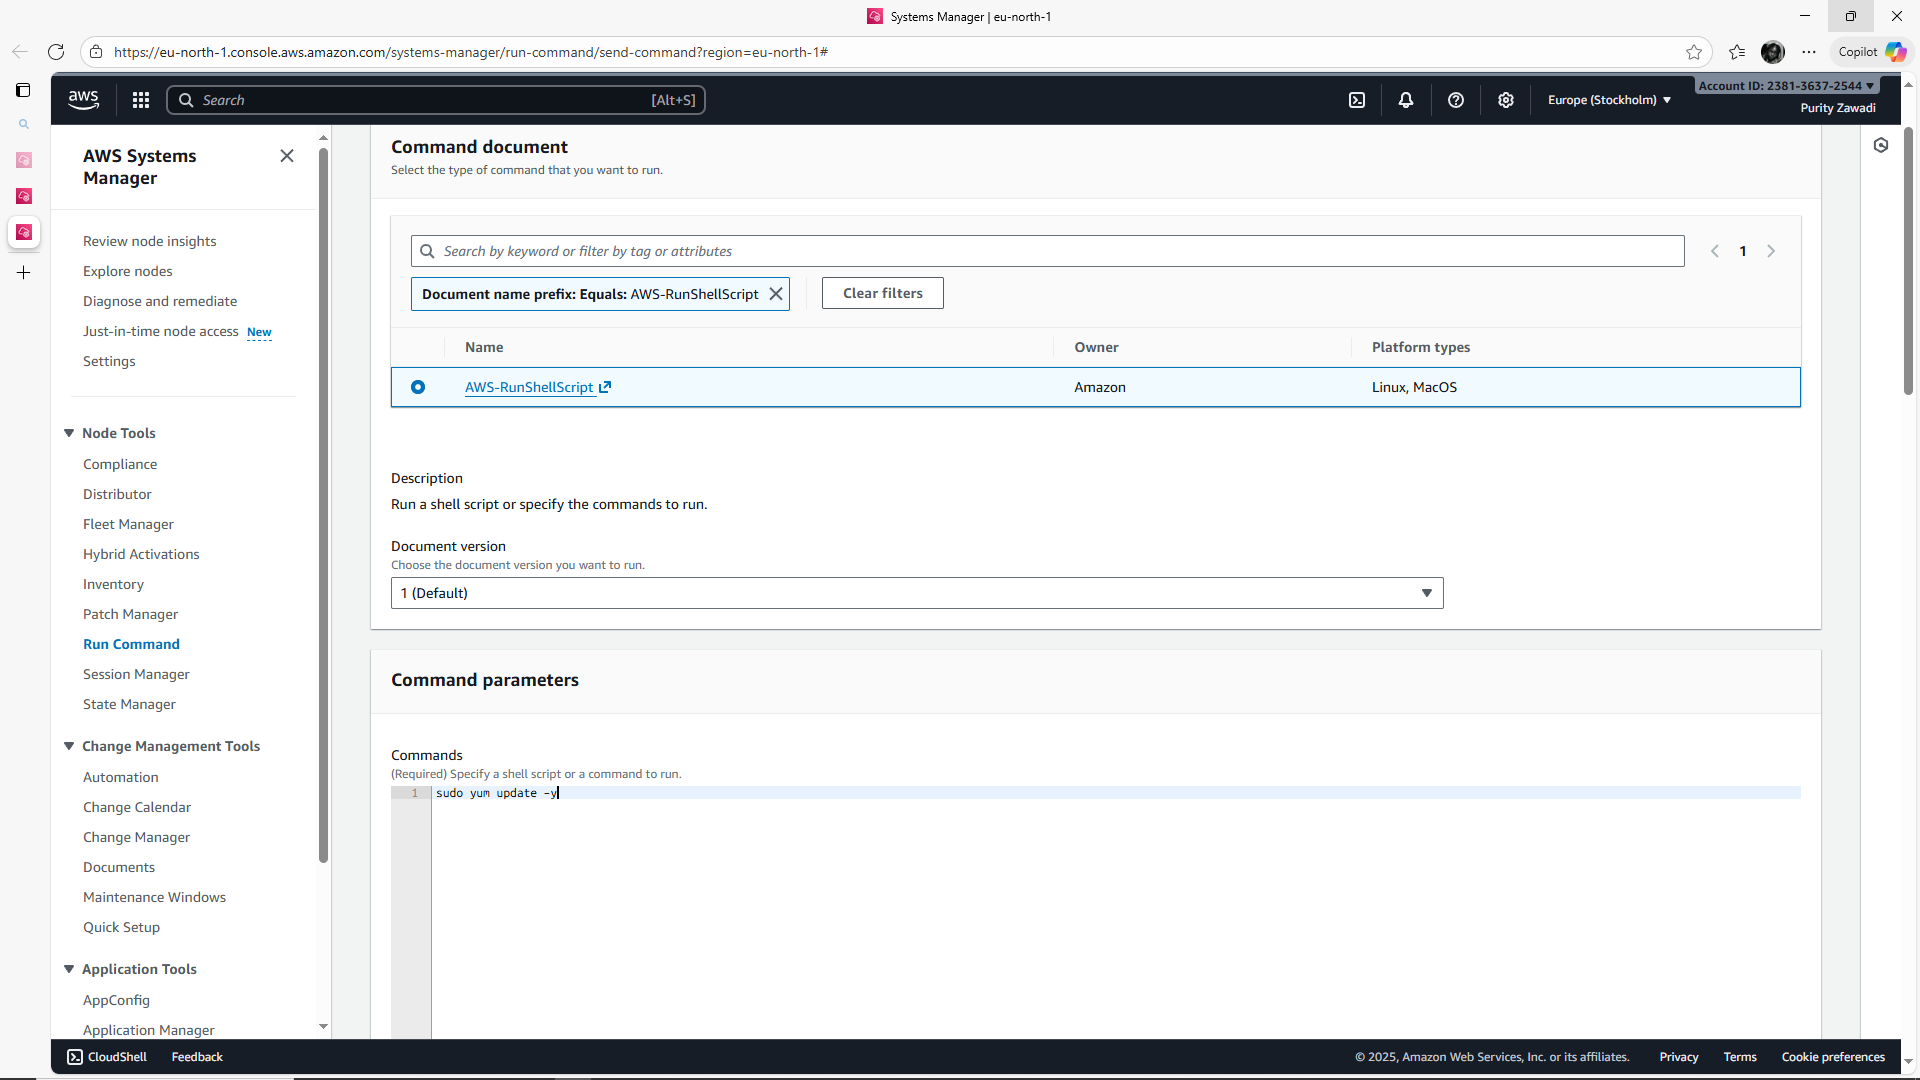 Systems Manager | eu-north-1
https://eu-north-1.console.aws.amazon.com/systems-manager/run-command/send-command?region=eu-north-1#
Copilot
aws
Search
[Alt+S]
Europe (Stockholm)
Account ID: 2381-3637-2544
Purity Zawadi
AWS Systems
Manager
Review node insights
Explore nodes
Diagnose and remediate
Just-in-time node access New
Settings
Node Tools
Compliance
Distributor
Fleet Manager
Hybrid Activations
Inventory
Patch Manager
Run Command
Session Manager
State Manager
Change Management Tools
Automation
Change Calendar
Change Manager
Documents
Maintenance Windows
Quick Setup
Application Tools
AppConfig
Application Manager
Command document
Select the type of command that you want to run.
Search by keyword or filter by tag or attributes
1
Document name prefix: Equals: AWS-RunShellScript
Clear filters
Name Owner Platform types
AWS-RunShellScript Amazon Linux, MacOS
Description
Run a shell script or specify the commands to run.
Document version
Choose the document version you want to run.
1 (Default)
Command parameters
Commands
(Required) Specify a shell script or a command to run.
1 sudo yum update -y
CloudShell Feedback
© 2025, Amazon Web Services, Inc. or its affiliates. Privacy Terms Cookie preferences